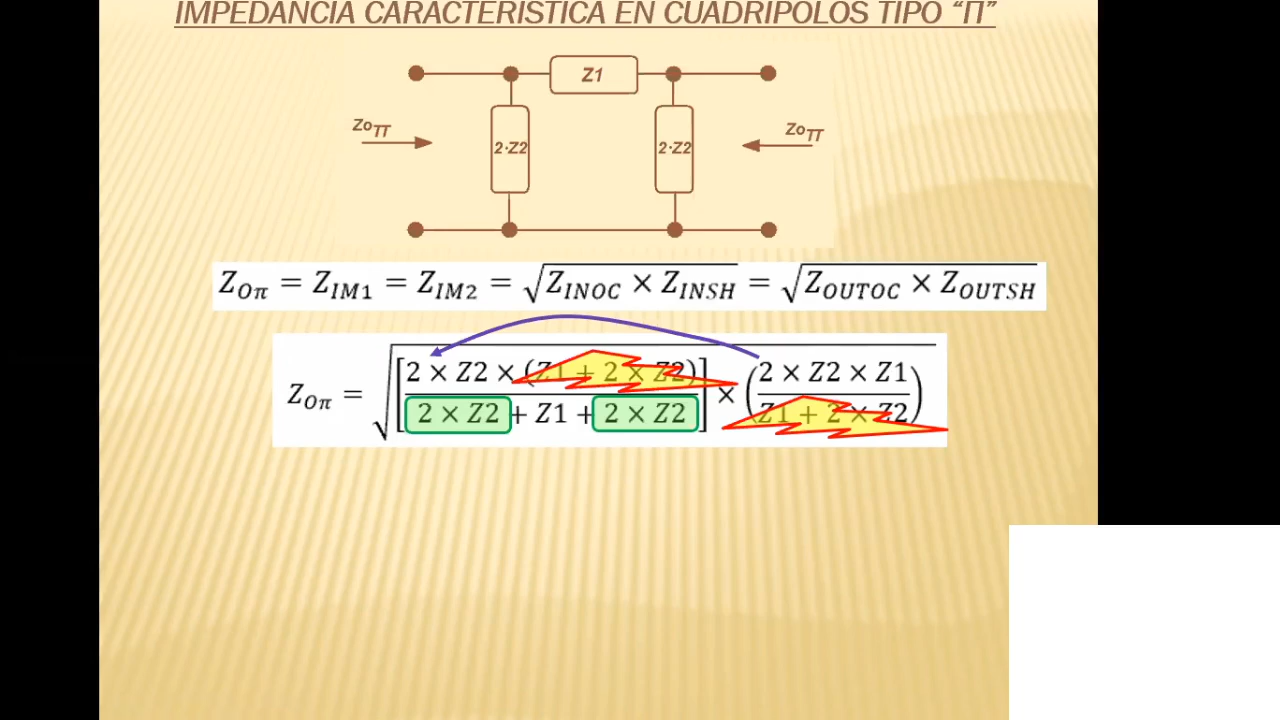 IMPEDANCIA CARACTERÍSTICA EN CUADRIPOLOS TIPO “Π”
Z1
Zoπ
2·Z2
2·Z2
Zoπ
Z_{Oπ} = Z_{IM1} = Z_{IM2} = √(Z_{INOC} × Z_{INSH}) = √(Z_{OUTOC} × Z_{OUTSH})
Z_{Oπ} = √([(2 × Z2 × (Z1 + 2 × Z2)) / (2 × Z2 + Z1 + 2 × Z2)] × ((2 × Z2 × Z1) / (Z1 + 2 × Z2)))